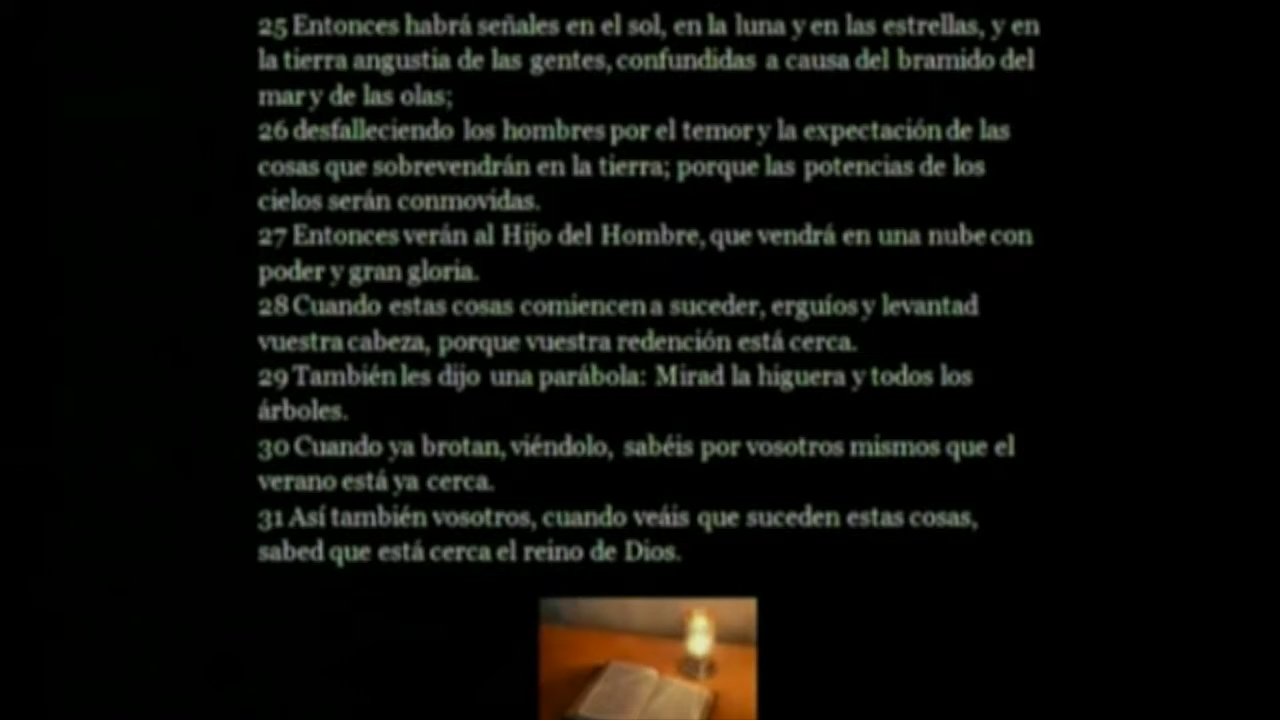 25 Entonces habrá señales en el sol, en la luna y en las estrellas, y en
la tierra angustia de las gentes, confundidas a causa del bramido del
mar y de las olas;
26 desfalleciendo los hombres por el temor y la expectación de las
cosas que sobrevendrán en la tierra; porque las potencias de los
cielos serán conmovidas.
27 Entonces verán al Hijo del Hombre, que vendrá en una nube con
poder y gran gloria.
28 Cuando estas cosas comiencen a suceder, erguíos y levantad
vuestra cabeza, porque vuestra redención está cerca.
29 También les dijo una parábola: Mirad la higuera y todos los
árboles.
30 Cuando ya brotan, viéndolo, sabéis por vosotros mismos que el
verano está ya cerca.
31 Así también vosotros, cuando veáis que suceden estas cosas,
sabed que está cerca el reino de Dios.